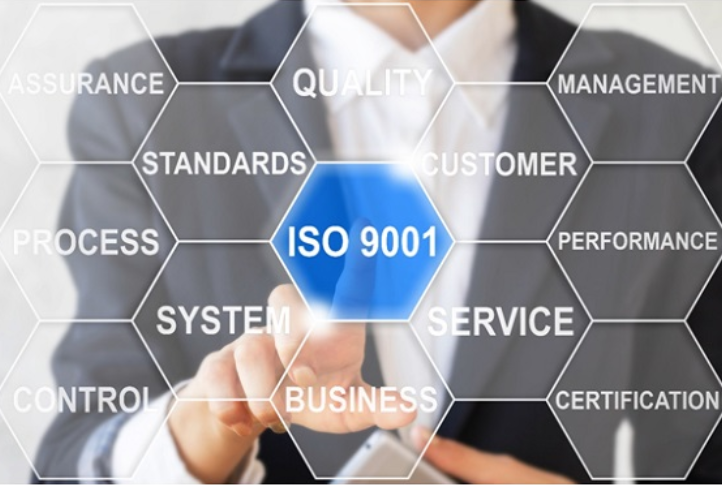 ASSURANCE
QUALITY
MANAGEMENT
STANDARDS
CUSTOMER
PROCESS
ISO 9001
PERFORMANCE
SYSTEM
SERVICE
CONTROL
BUSINESS
CERTIFICATION